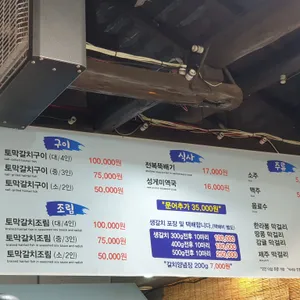 구이
토막갈치구이 (대/4인) 100,000원
토막갈치구이 (중/3인) 75,000원
토막갈치구이 (소/2인) 50,000원
조림
토막갈치조림 (대/4인) 100,000원
토막갈치조림 (중/3인) 75,000원
토막갈치조림 (소/2인) 50,000원
식사
전복뚝배기 17,000원
성게미역국 16,000원
"문어추가 35,000원"
생갈치 포장 및 택배합니다.(택배비 별도)
생갈치 300g전후 10마리
400g전후 10마리
500g전후 10마리
*갈치양념장 200g 7,000원*
주류
소주
맥주
음료수
한라봉 막걸리
땅콩 막걸리
감귤 막걸리
제주 막걸리